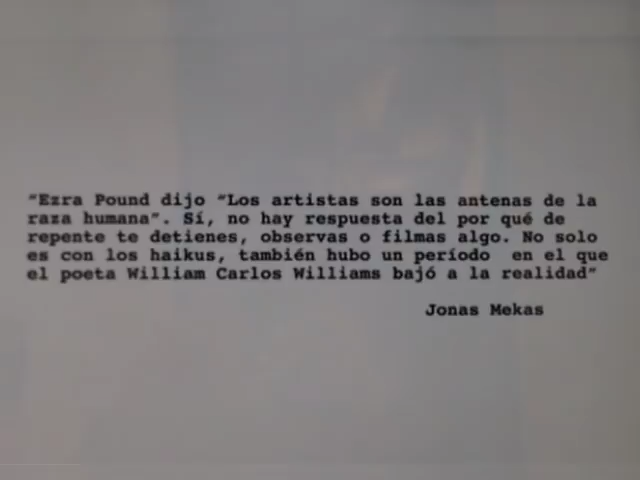 "Ezra Pound dijo "Los artistas son las antenas de la
raza humana". Sí, no hay respuesta del por qué de
repente te detienes, observas o filmas algo. No solo
es con los haikus, también hubo un período  en el que
el poeta William Carlos Williams bajó a la realidad"
Jonas Mekas